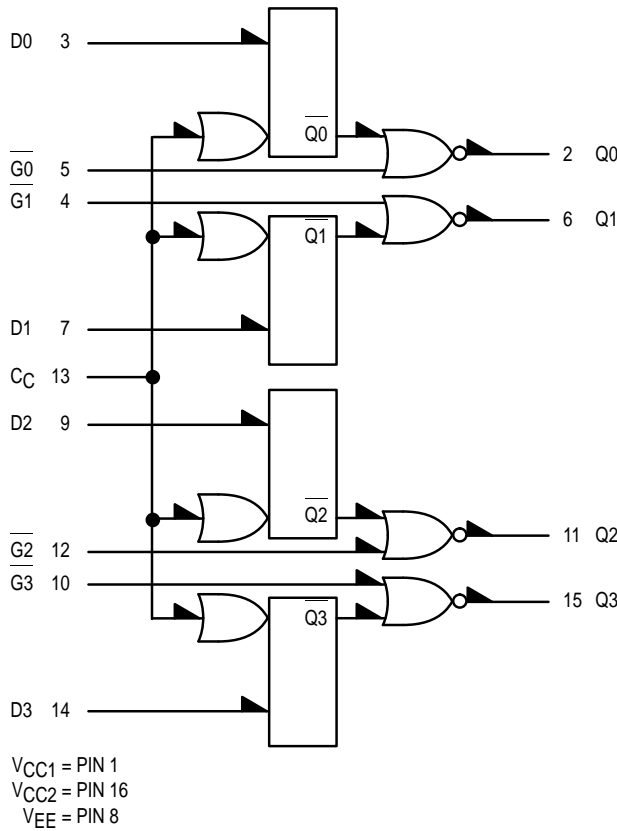 D0 3
Q0
2 Q0
G0 5
G1 4
6 Q1
Q1
D1 7
CC 13
D2 9
Q2
11 Q2
G2 12
G3 10
15 Q3
Q3
D3 14
VCC1 = PIN 1
VCC2 = PIN 16
VEE = PIN 8